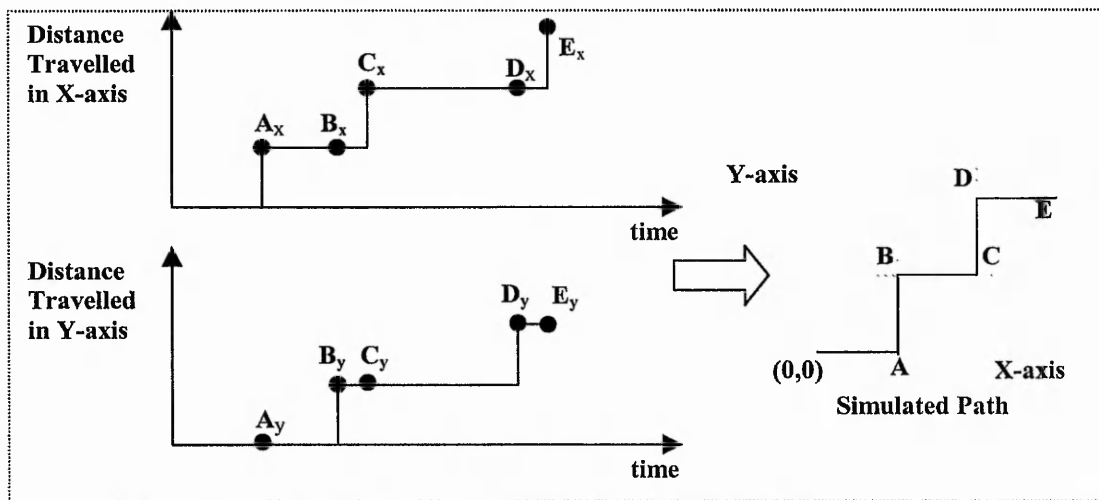 Distance
Travelled
in X-axis
Ax
Bx
Cx
Dx
Ex
time
Distance
Travelled
in Y-axis
Ay
By
Cy
Dy
Ey
time
Y-axis
D
E
B
C
(0,0)
A
X-axis
Simulated Path